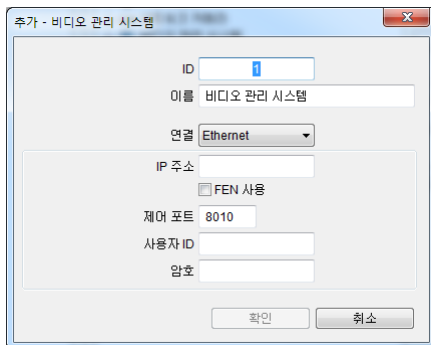 추가 - 비디오 관리 시스템
ID 1
이름 비디오 관리 시스템
연결 Ethernet
IP 주소
FEN 사용
제어 포트 8010
사용자 ID
암호
확인 취소